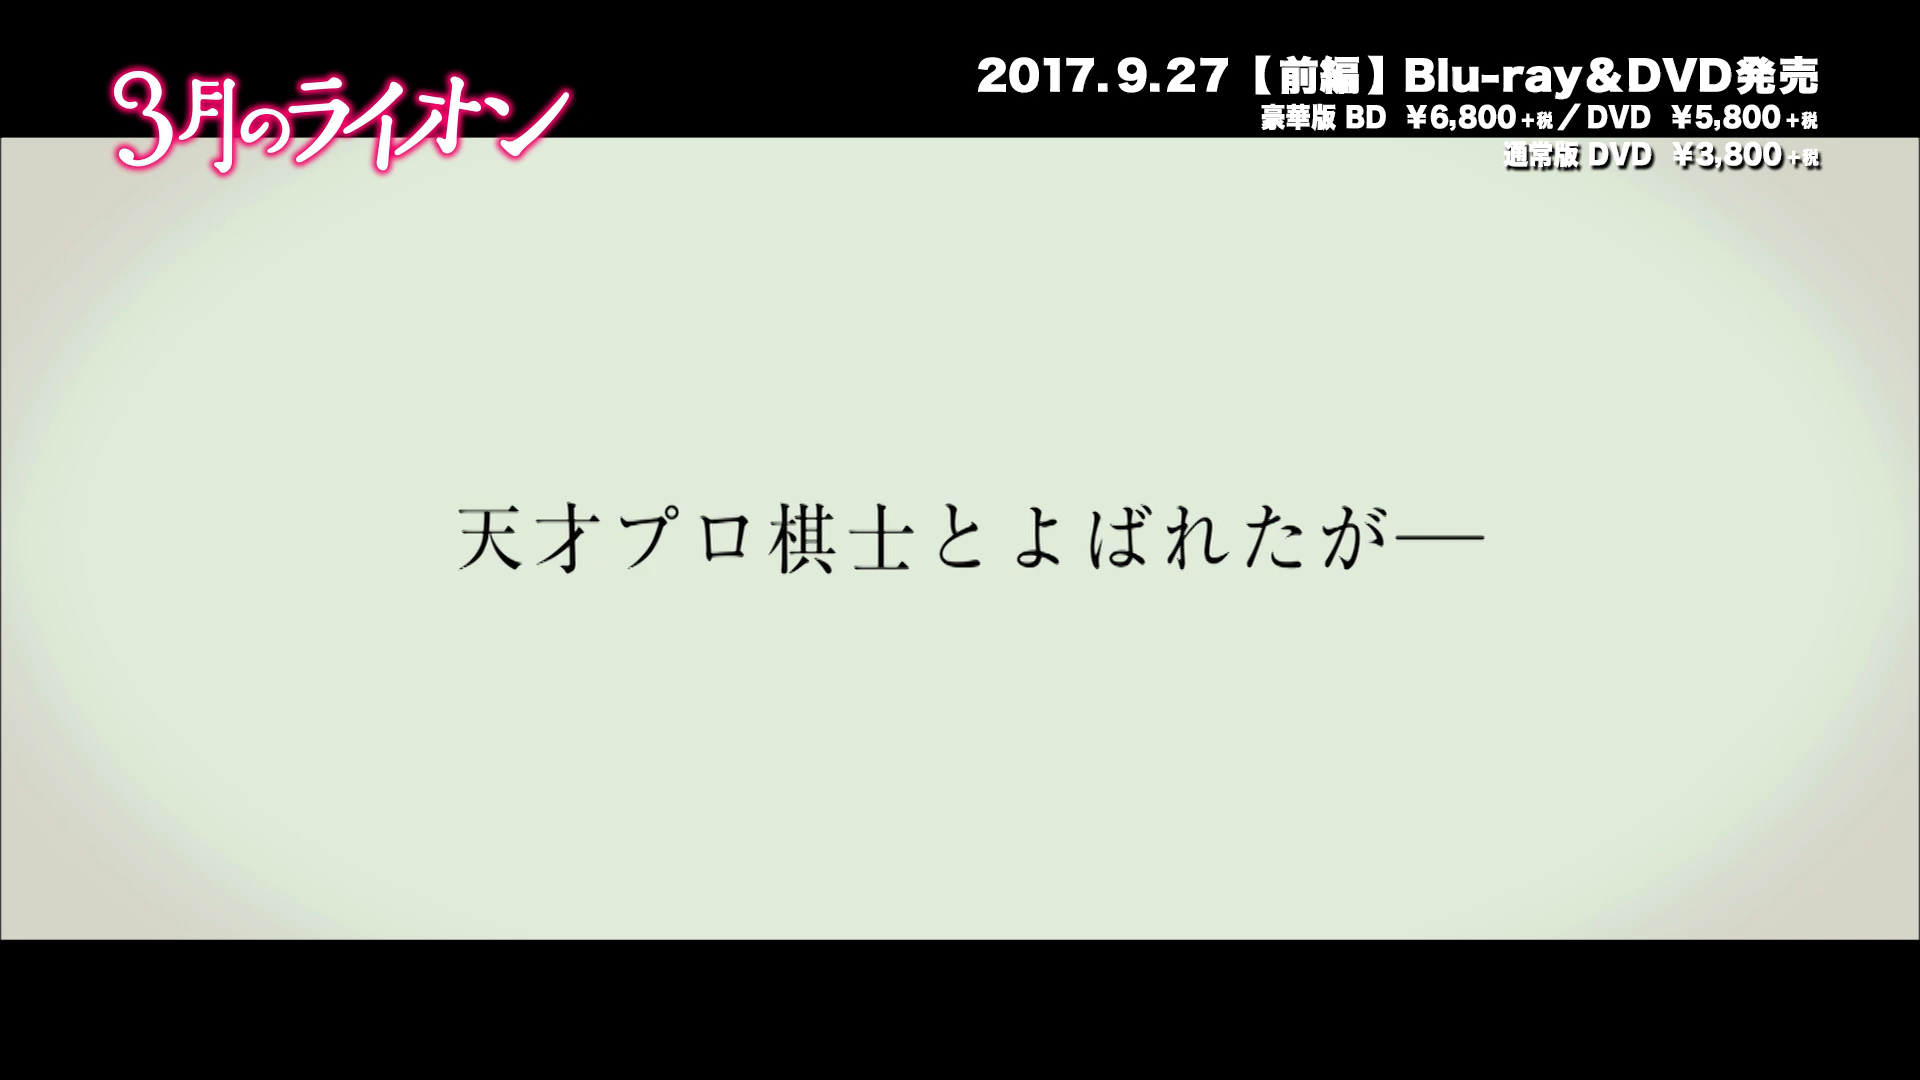 3月のライオン
2017.9.27【前編】Blu-ray&DVD発売
豪華版 BD ￥6,800+税／DVD ￥5,800+税
通常版 DVD ￥3,800+税
天才プロ棋士とよばれたが―